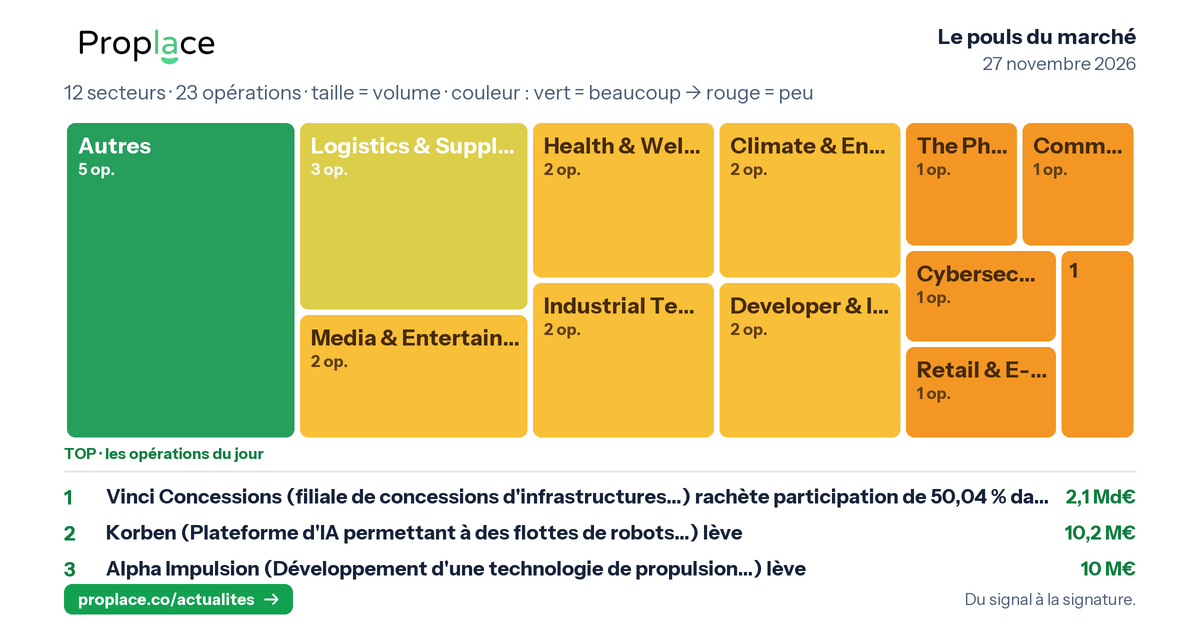 Proplace
Le pouls du marché
27 novembre 2026
12 secteurs · 23 opérations · taille = volume · couleur : vert = beaucoup → rouge = peu
Autres
5 op.
Logistics & Suppl...
3 op.
Media & Entertain...
2 op.
Health & Wel...
2 op.
Industrial Te...
2 op.
Climate & En...
2 op.
Developer & I...
2 op.
The Ph...
1 op.
Comm...
1 op.
Cybersec...
1 op.
1
Retail & E-...
1 op.
TOP · les opérations du jour
1 Vinci Concessions (filiale de concessions d'infrastructures...) rachète participation de 50,04 % da... 2,1 Md€
2 Korben (Plateforme d'IA permettant à des flottes de robots...) lève 10,2 M€
3 Alpha Impulsion (Développement d'une technologie de propulsion...) lève 10 M€
proplace.co/actualites →
Du signal à la signature.